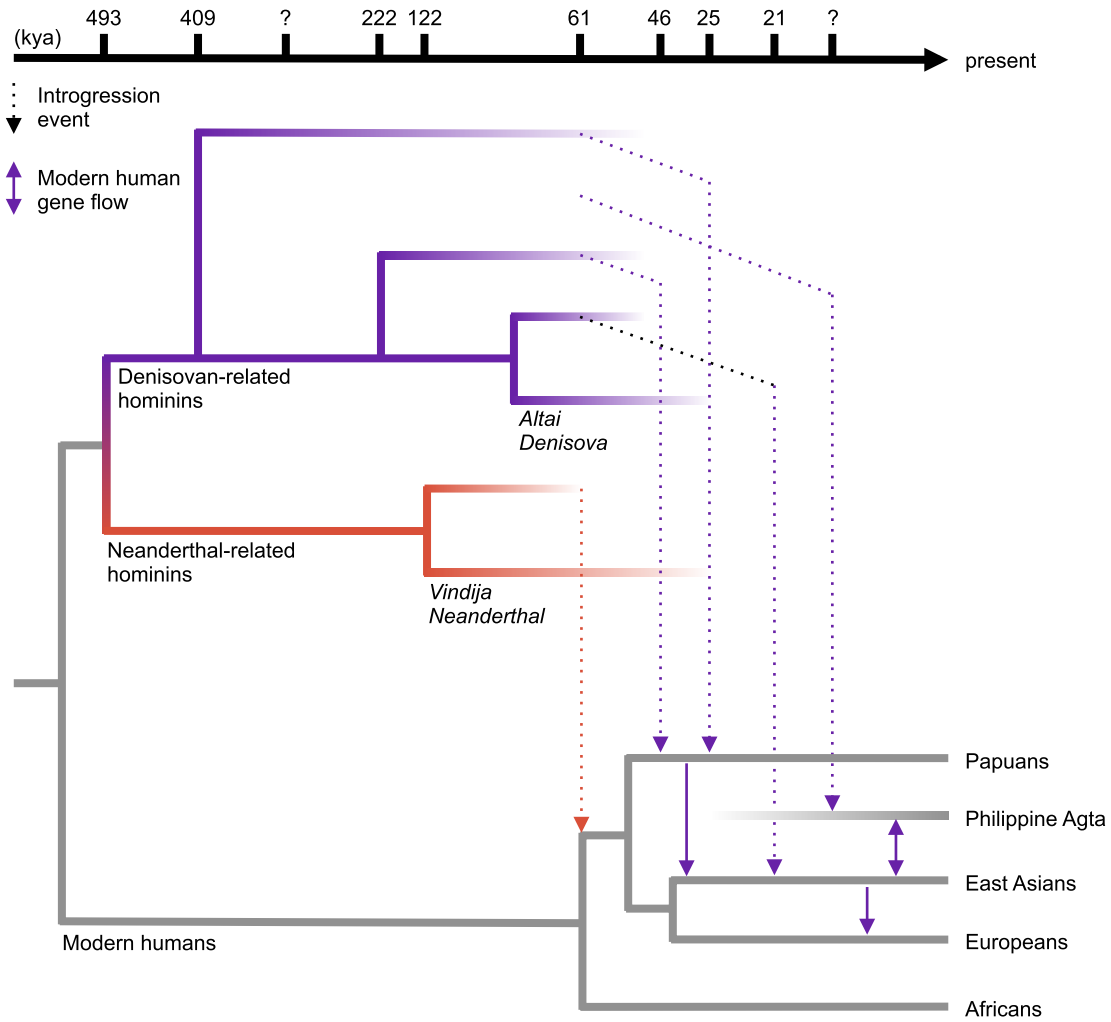 493 409 ? 222 122 61 46 25 21 ?
(kya)
present
Introgression
event
Modern human
gene flow
Denisovan-related
hominins
Altai
Denisova
Neanderthal-related
hominins
Vindija
Neanderthal
Papuans
Philippine Agta
East Asians
Europeans
Modern humans
Africans